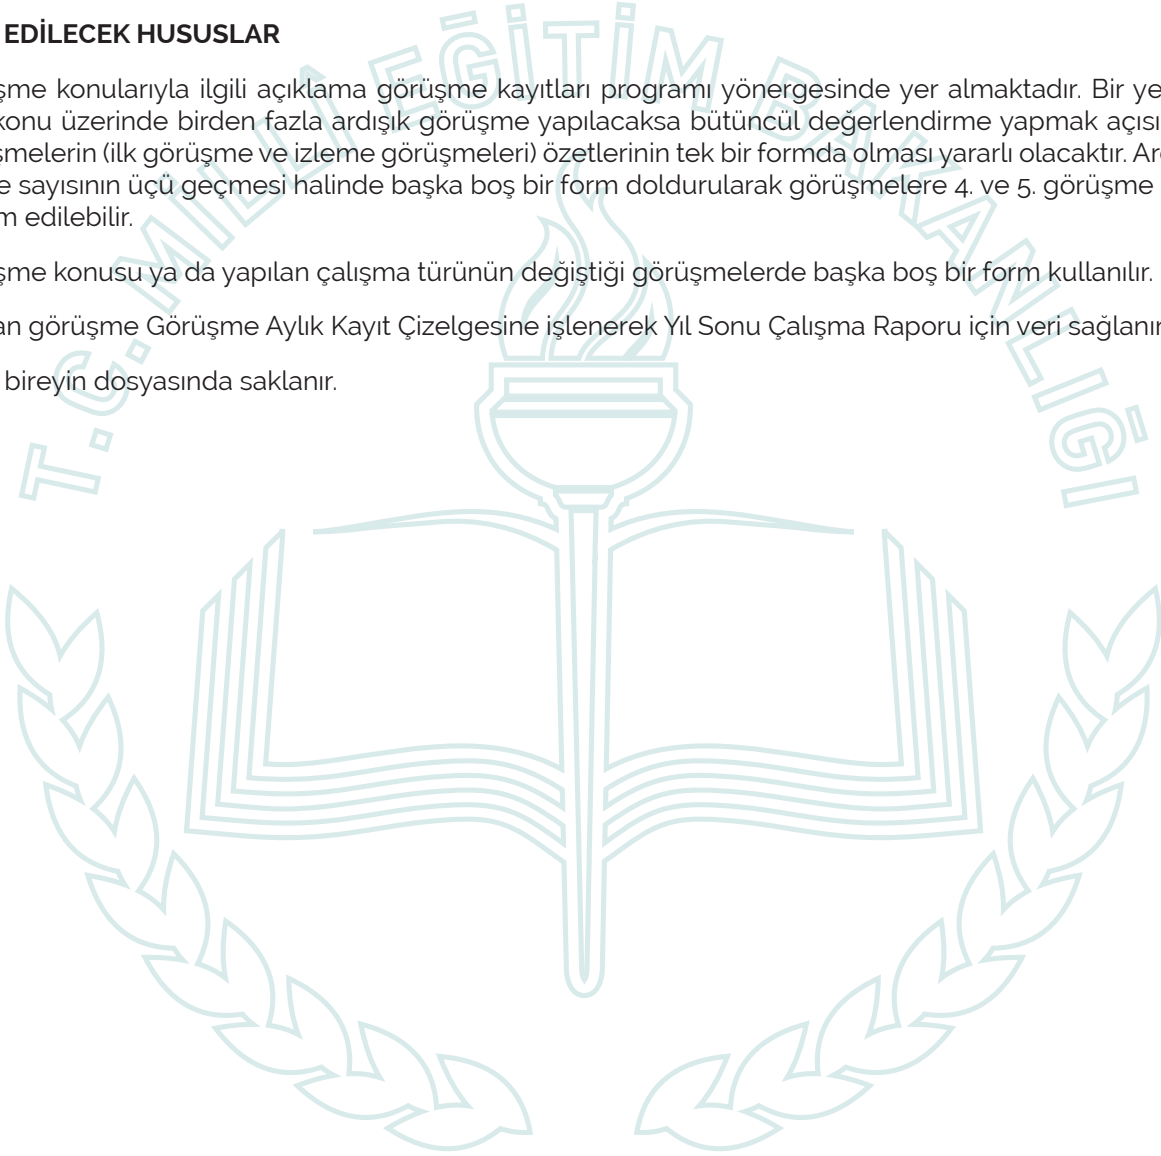 EDİLECEK HUSUSLAR
şme konularıyla ilgili açıklama görüşme kayıtları programı yönergesinde yer almaktadır. Bir ye
konu üzerinde birden fazla ardışık görüşme yapılacaksa bütüncül değerlendirme yapmak açısı
şmelerin (ilk görüşme ve izleme görüşmeleri) özetlerinin tek bir formda olması yararlı olacaktır. Ar
e sayısının üçü geçmesi halinde başka boş bir form doldurularak görüşmelere 4. ve 5. görüşme
m edilebilir.
şme konusu ya da yapılan çalışma türünün değiştiği görüşmelerde başka boş bir form kullanılır.
an görüşme Görüşme Aylık Kayıt Çizelgesine işlenerek Yıl Sonu Çalışma Raporu için veri sağlanır
bireyin dosyasında saklanır.
T.C. MİLLÎ EĞİTİM BAKANLIĞI